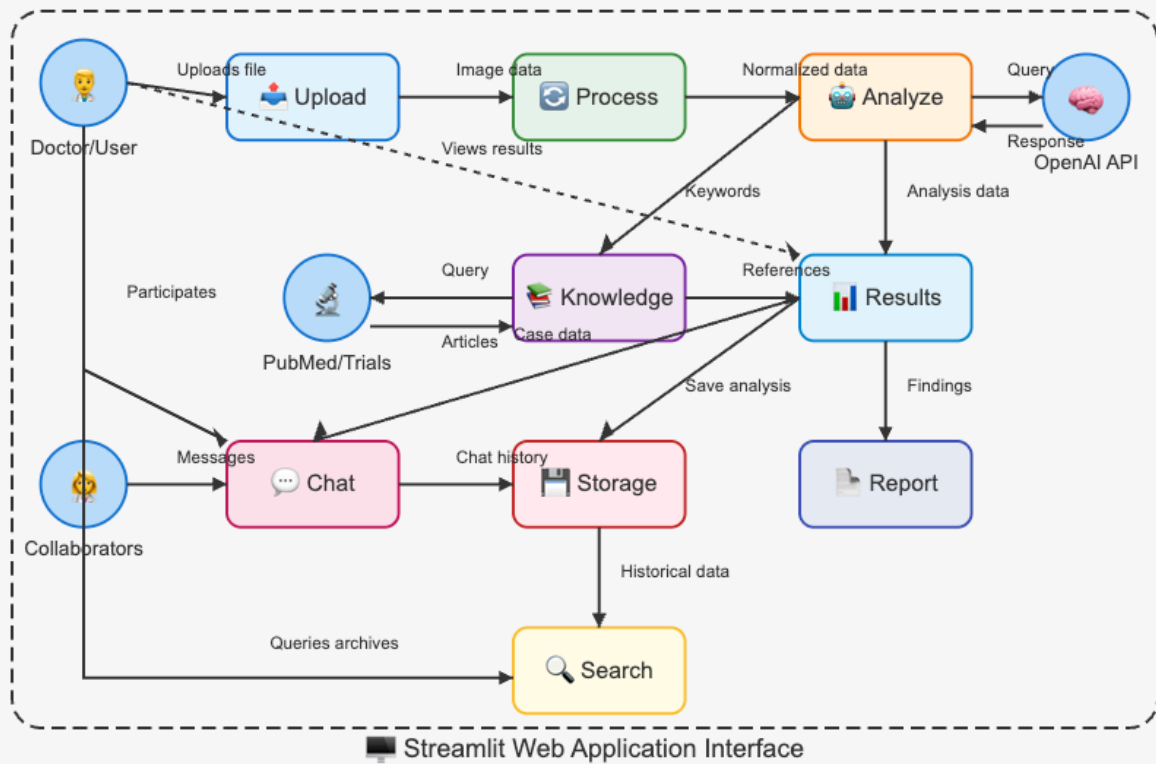 Uploads file
Image data
Normalized data
Query
Upload
Process
Analyze
Doctor/User
Views results
Response
OpenAI API
Keywords
Analysis data
Query
References
Participates
Knowledge
Results
Articles
Case data
PubMed/Trials
Save analysis
Findings
Messages
Chat history
Chat
Storage
Report
Collaborators
Historical data
Queries archives
Search
Streamlit Web Application Interface